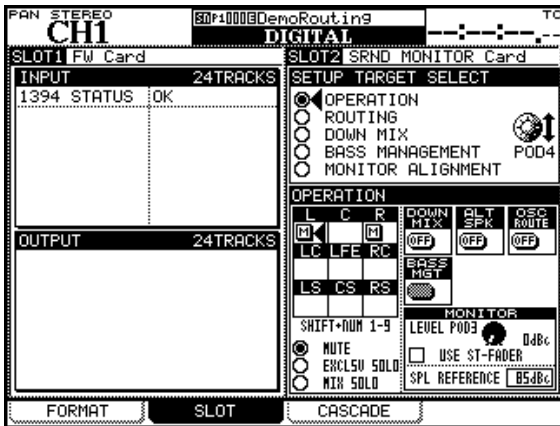 PAN STEREO
CH1
P1 DemoRouting
DIGITAL
--:--:--.--
TC
SLOT1 FW Card
INPUT 24TRACKS
1394 STATUS OK
OUTPUT 24TRACKS
SLOT2 SRND MONITOR Card
SETUP TARGET SELECT
OPERATION
ROUTING
DOWN MIX
BASS MANAGEMENT
MONITOR ALIGNMENT
POD4
OPERATION
L C R
M M
LC LFE RC
LS CS RS
SHIFT+NUM 1-9
MUTE
EXCLSV SOLO
MIX SOLO
DOWN MIX OFF
ALT SPK OFF
OSC ROUTE OFF
BASS MGT
MONITOR
LEVEL POD3 0dBc
USE ST-FADER
SPL REFERENCE 85dBc
FORMAT SLOT CASCADE